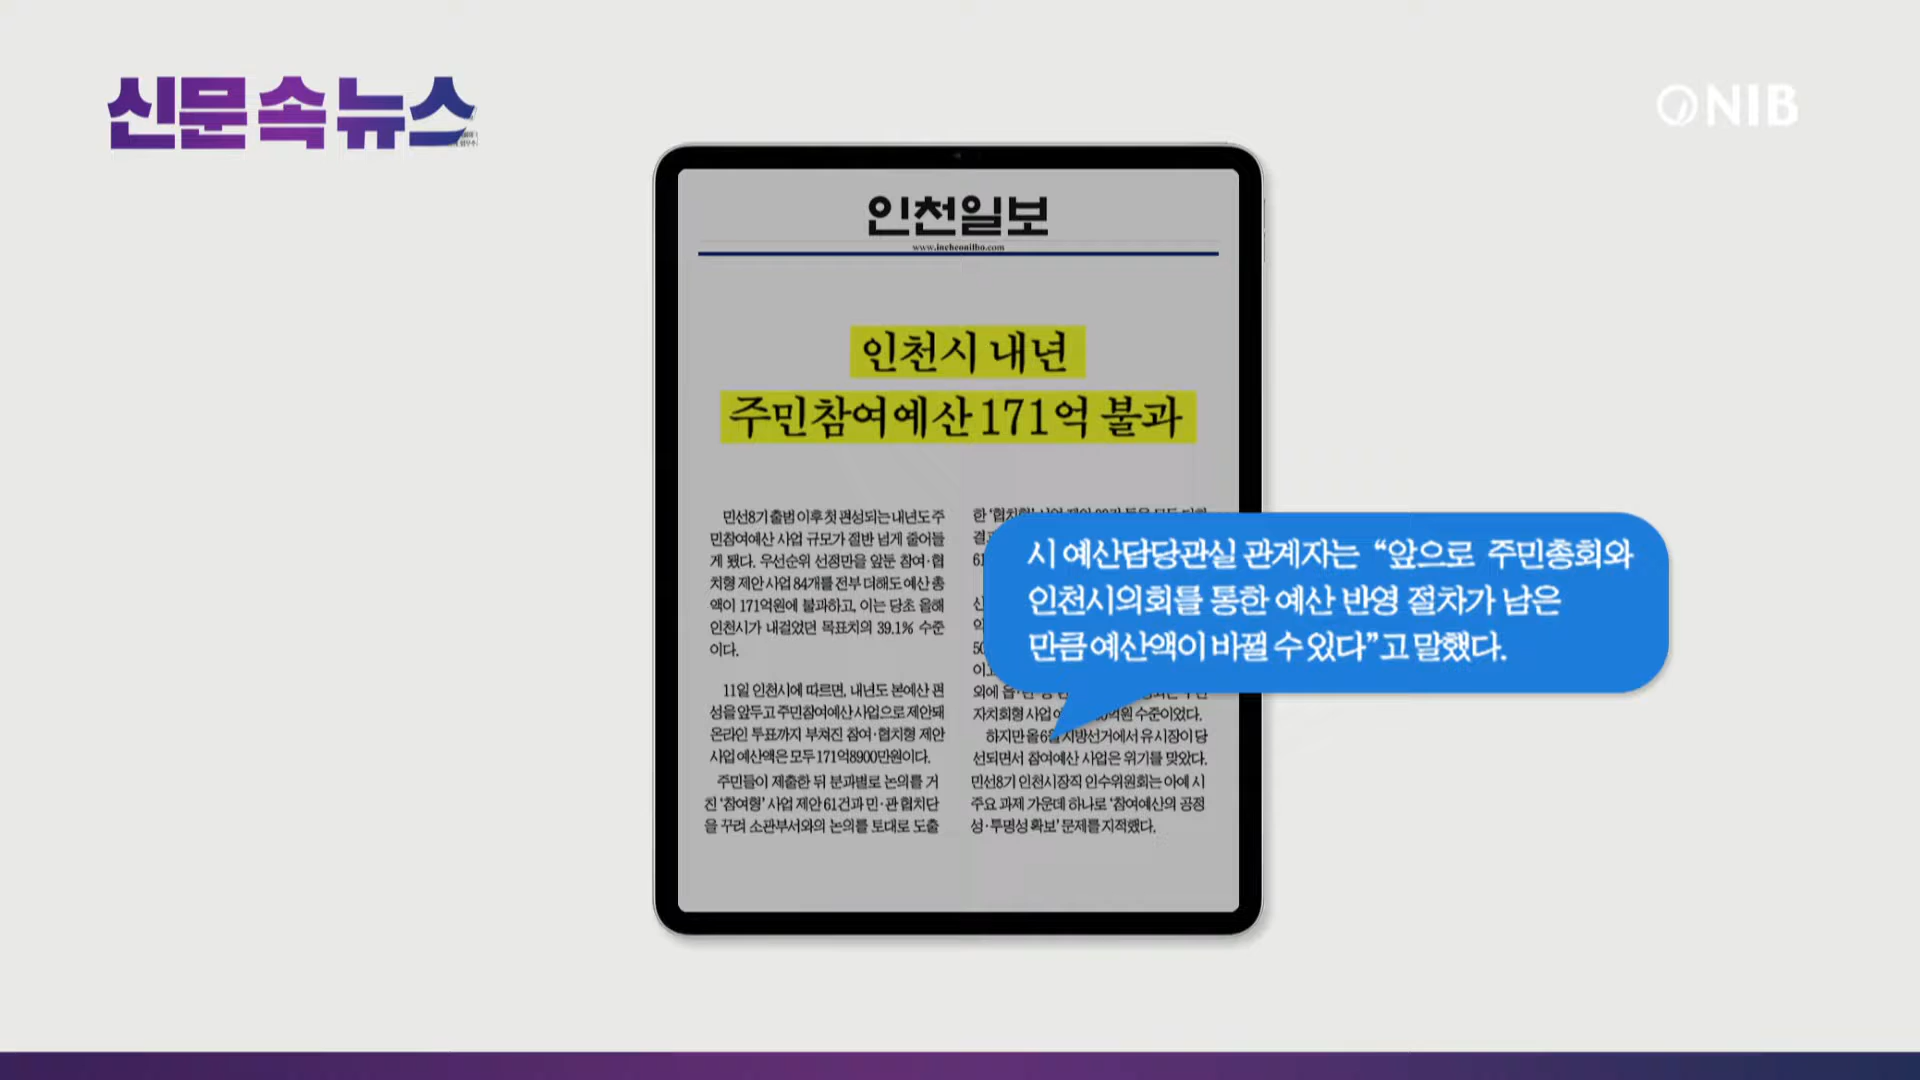 신문 속 뉴스
NIB
인천일보
www.incheonilbo.com
인천시 내년
주민참여예산 171억 불과
민선8기 출범 이후 첫 편성되는 내년도 주
민참여예산 사업 규모가 절반 넘게 줄어들
게 됐다. 우선순위 선정만을 앞둔 참여·협
치형 제안 사업 84개를 전부 더해도 예산 총
액이 171억원에 불과하고, 이는 당초 올해
인천시가 내걸었던 목표치의 39.1% 수준
이다.
11일 인천시에 따르면, 내년도 본예산 편
성을 앞두고 주민참여예산 사업으로 제안돼
온라인 투표까지 부쳐진 참여·협치형 제안
사업 예산액은 모두 171억8900만원이다.
주민들이 제출한 뒤 분과별로 논의를 거
친 ‘참여형’ 사업 제안 61건과 민·관 협치단
을 꾸려 소관부서와의 논의를 토대로 도출
한 ‘협치형’
외에 읍·면·동
자치회형 사업 수준이었다.
하지만 올 6월 지방선거에서 유 시장이 당
선되면서 참여예산 사업은 위기를 맞았다.
민선8기 인천시장직 인수위원회는 아예 시
주요 과제 가운데 하나로 ‘참여예산의 공정
성·투명성 확보’ 문제를 지적했다.
시 예산담당관실 관계자는 “앞으로 주민총회와
인천시의회를 통한 예산 반영 절차가 남은
만큼 예산액이 바뀔 수 있다”고 말했다.